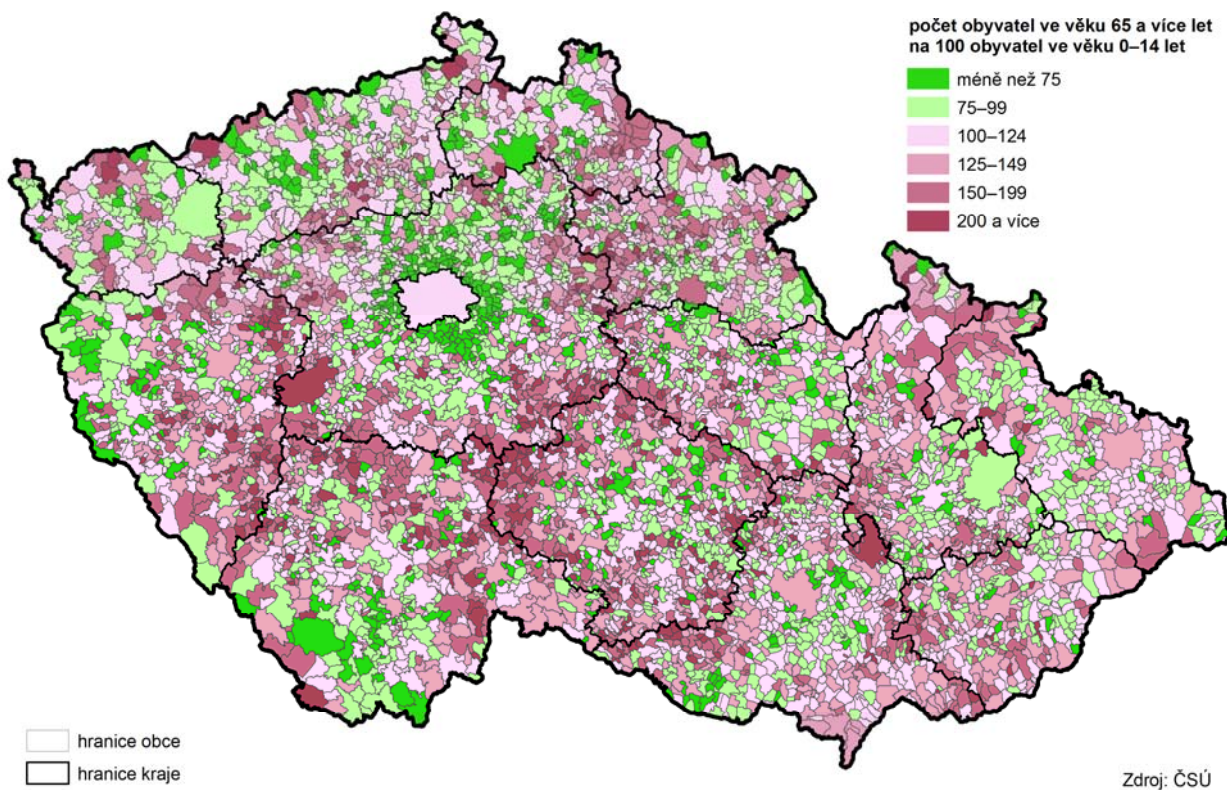 počet obyvatel ve věku 65 a více let
na 100 obyvatel ve věku 0–14 let
méně než 75
75–99
100–124
125–149
150–199
200 a více
hranice obce
hranice kraje
Zdroj: ČSÚ